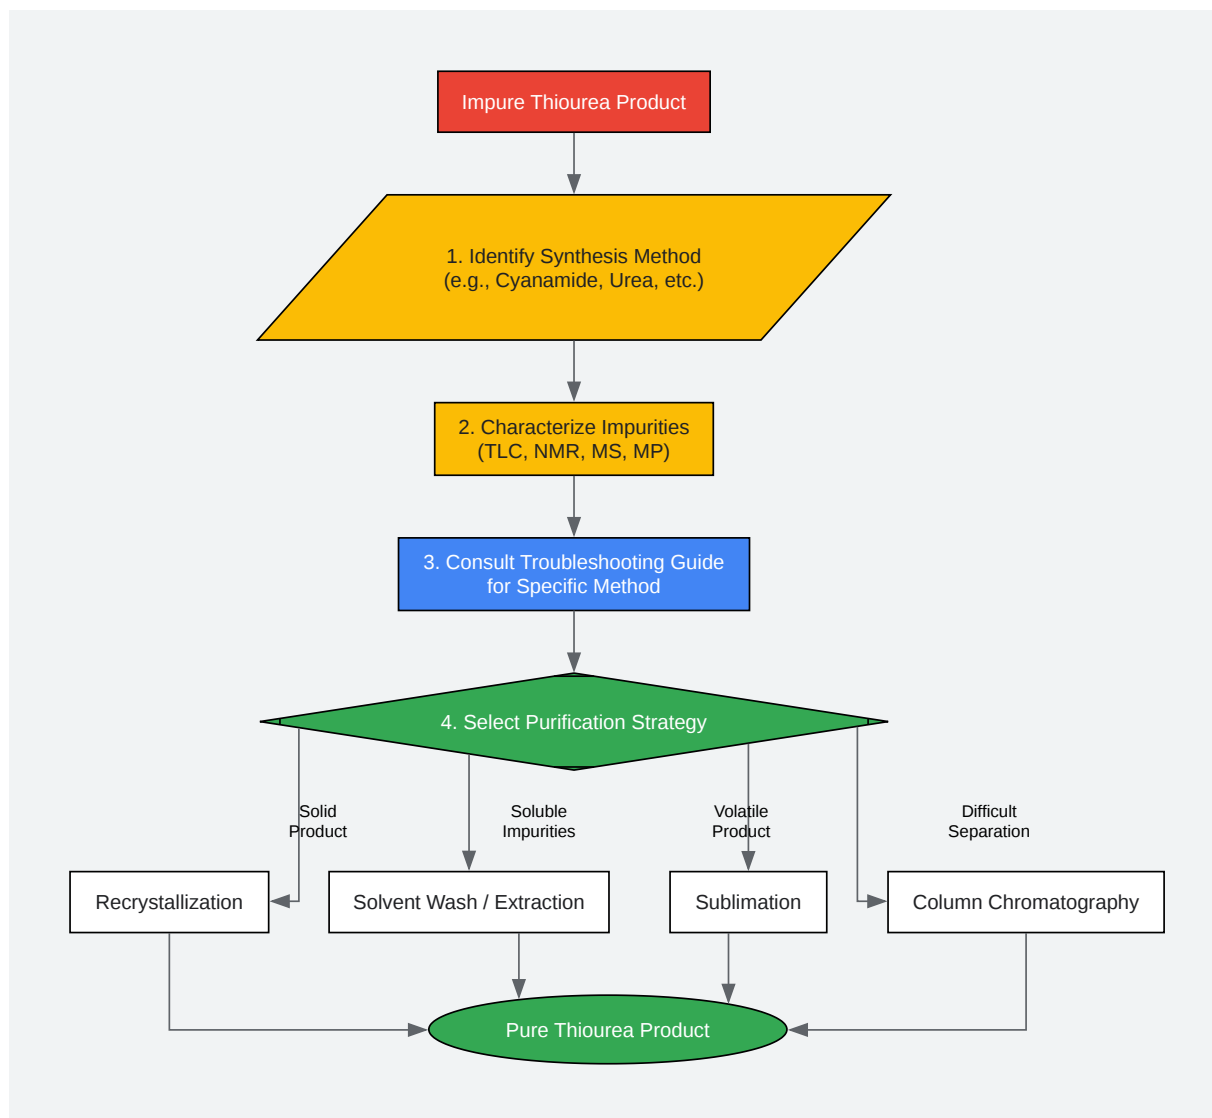 Impure Thiourea Product
1. Identify Synthesis Method
(e.g., Cyanamide, Urea, etc.)
2. Characterize Impurities
(TLC, NMR, MS, MP)
3. Consult Troubleshooting Guide
for Specific Method
4. Select Purification Strategy
Solid
Product
Soluble
Impurities
Volatile
Product
Difficult
Separation
Recrystallization
Solvent Wash / Extraction
Sublimation
Column Chromatography
Pure Thiourea Product